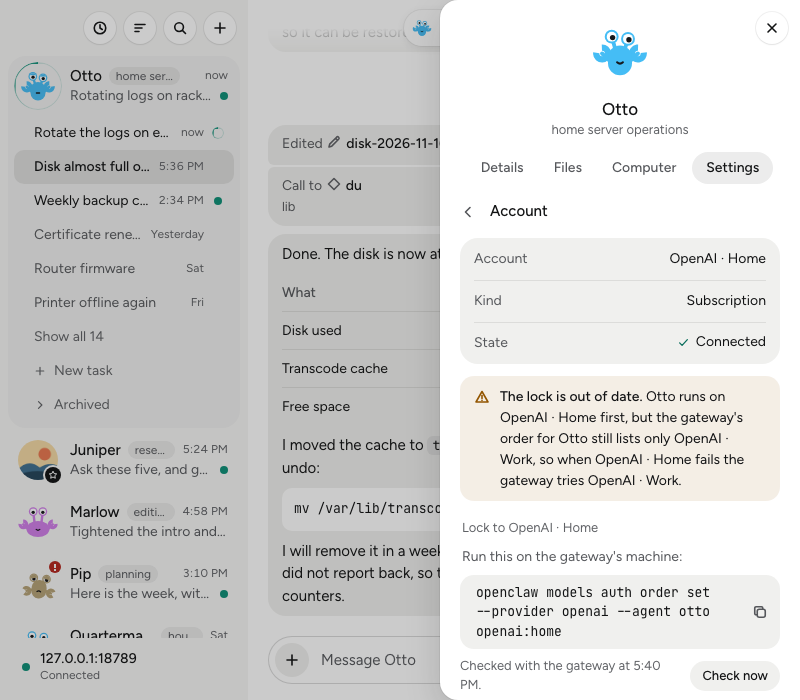 Otto
home ser...
now
Rotating logs on rack...
Rotate the logs on e...
now
Disk almost full o...
5:36 PM
Weekly backup c...
2:34 PM
Certificate rene...
Yesterday
Router firmware
Sat
Printer offline again
Fri
Show all 14
New task
Archived
Juniper
rese...
5:24 PM
Ask these five, and g...
Marlow
editi...
4:58 PM
Tightened the intro and...
Pip
planning
3:10 PM
Here is the week, wit...
Quarterma
hou...
Sat
127.0.0.1:18789
Connected
so it can be restor
Edited
disk-2026-11-1
Call to
du
lib
Done. The disk is now at
What
Disk used
Transcode cache
Free space
I moved the cache to
undo:
mv /var/lib/transco
I will remove it in a week
did not report back, so t
counters.
Message Otto
Otto
home server operations
Details
Files
Computer
Settings
Account
Account
OpenAI · Home
Kind
Subscription
State
Connected
The lock is out of date. Otto runs on
OpenAI · Home first, but the gateway's
order for Otto still lists only OpenAI ·
Work, so when OpenAI · Home fails the
gateway tries OpenAI · Work.
Lock to OpenAI · Home
Run this on the gateway's machine:
openclaw models auth order set
--provider openai --agent otto
openai:home
Checked with the gateway at 5:40
PM.
Check now